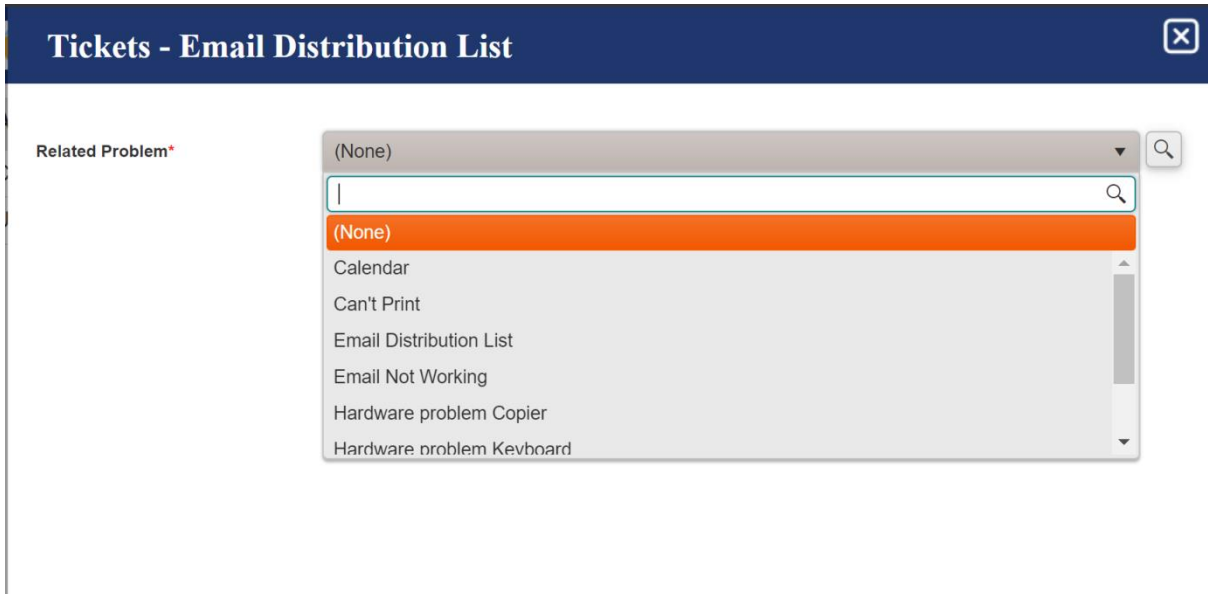 Tickets - Email Distribution List
Related Problem*
(None)
(None)
Calendar
Can't Print
Email Distribution List
Email Not Working
Hardware problem Copier
Hardware problem Keyboard